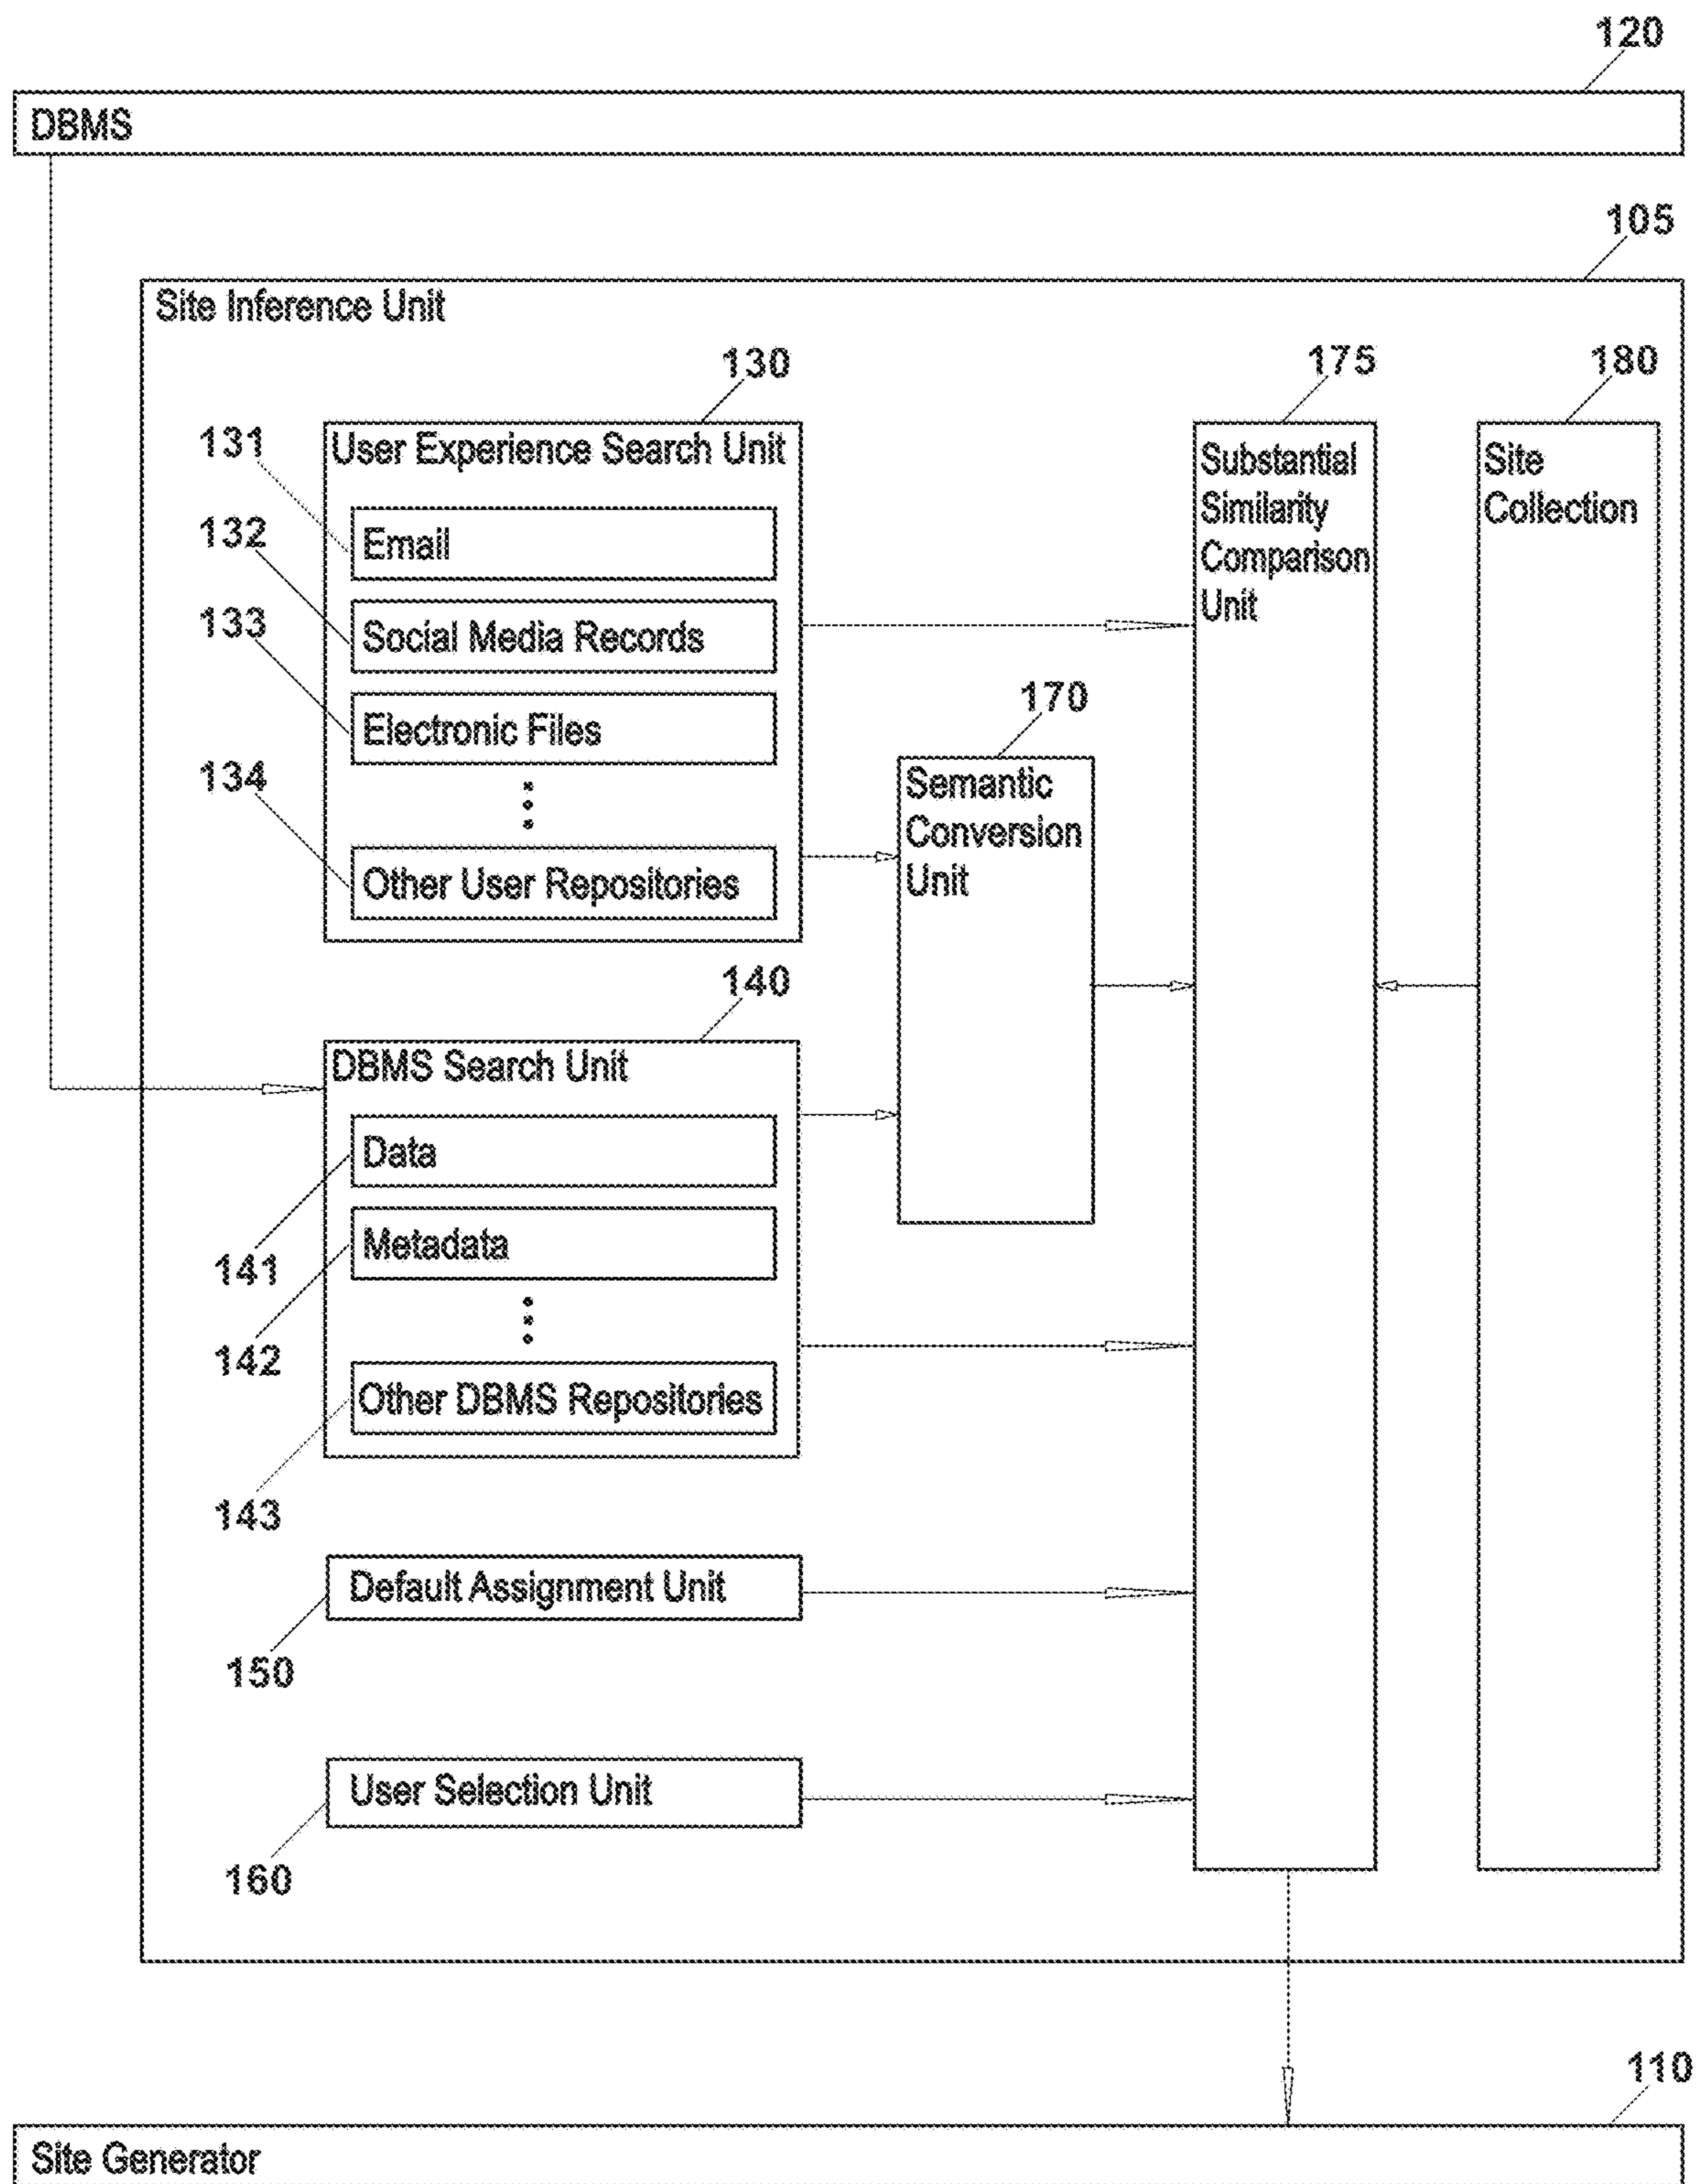 120
DBMS
105
Site Inference Unit
130
175
180
131
User Experience Search Unit
Substantial
Similarity
Comparison
Unit
Site
Collection
Email
132
Social Media Records
133
Electronic Files
170
134
Semantic
Conversion
Unit
Other User Repositories
140
DBMS Search Unit
Data
141
Metadata
142
Other DBMS Repositories
143
Default Assignment Unit
150
User Selection Unit
160
110
Site Generator